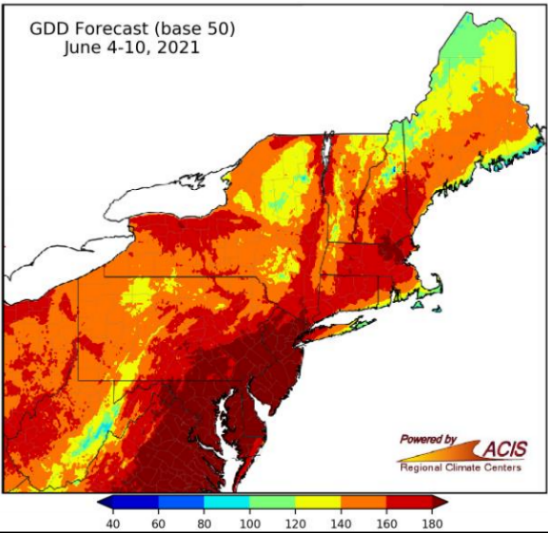 GDD Forecast (base 50)
June 4-10, 2021
Powered by
ACIS
Regional Climate Centers
40 60 80 100 120 140 160 180